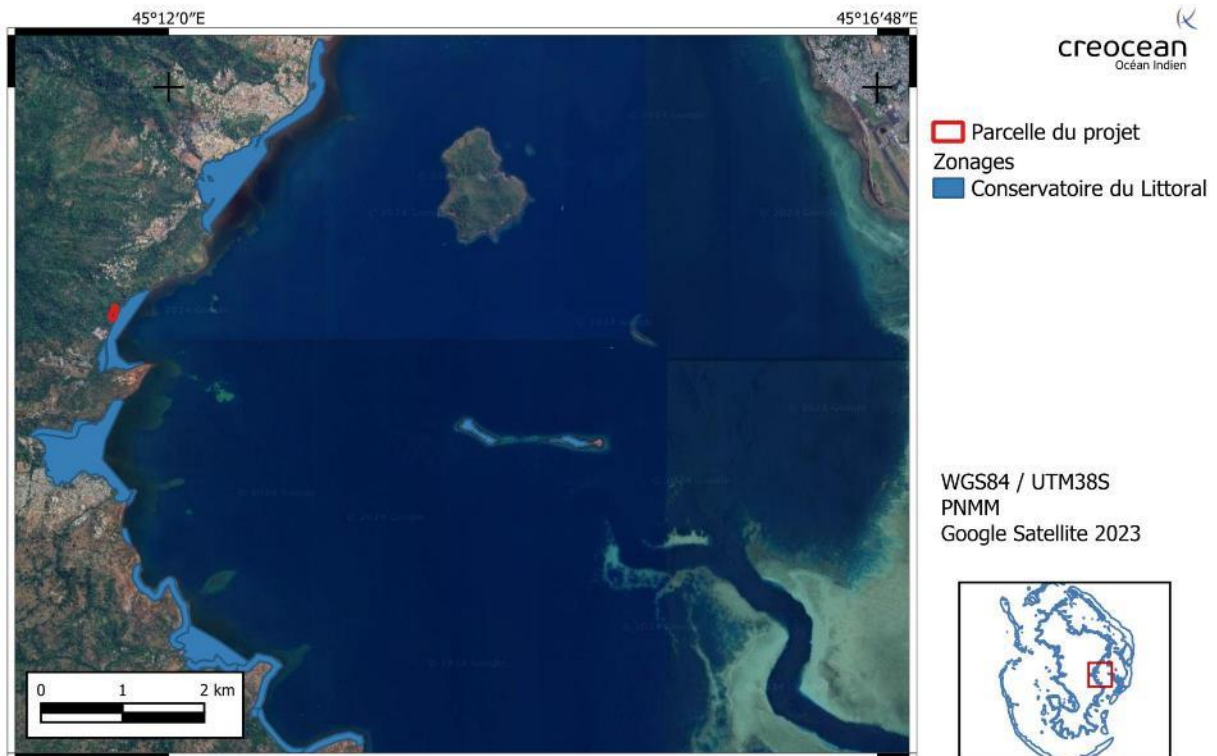 45°12′0″E
45°16′48″E
creocean
Océan Indien
Parcelle du projet
Zonages
Conservatoire du Littoral
WGS84 / UTM38S
PNMM
Google Satellite 2023
0 1 2 km